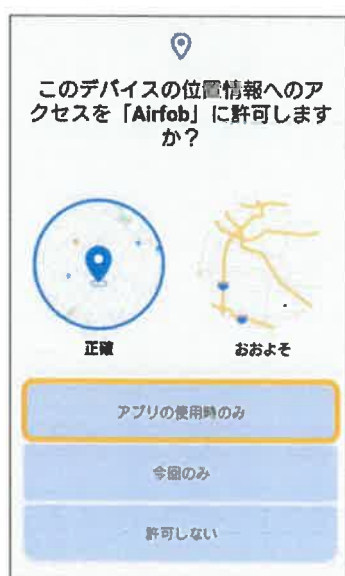 このデバイスの位置情報へのア
クセスを「Airfob」に許可します
か?
正確
おおよそ
アプリの使用時のみ
今回のみ
許可しない